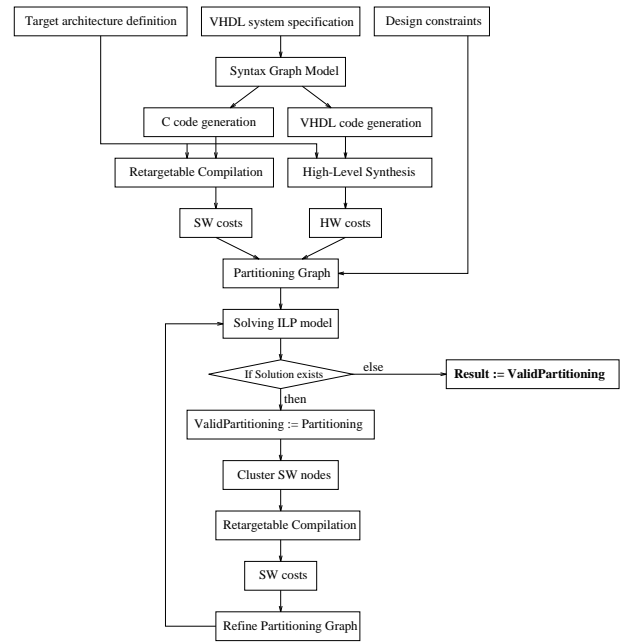 Target architecture definition
VHDL system specification
Design constraints
Syntax Graph Model
C code generation
VHDL code generation
Retargetable Compilation
High-Level Synthesis
SW costs
HW costs
Partitioning Graph
Solving ILP model
If Solution exists
else
Result := ValidPartitioning
then
ValidPartitioning := Partitioning
Cluster SW nodes
Retargetable Compilation
SW costs
Refine Partitioning Graph